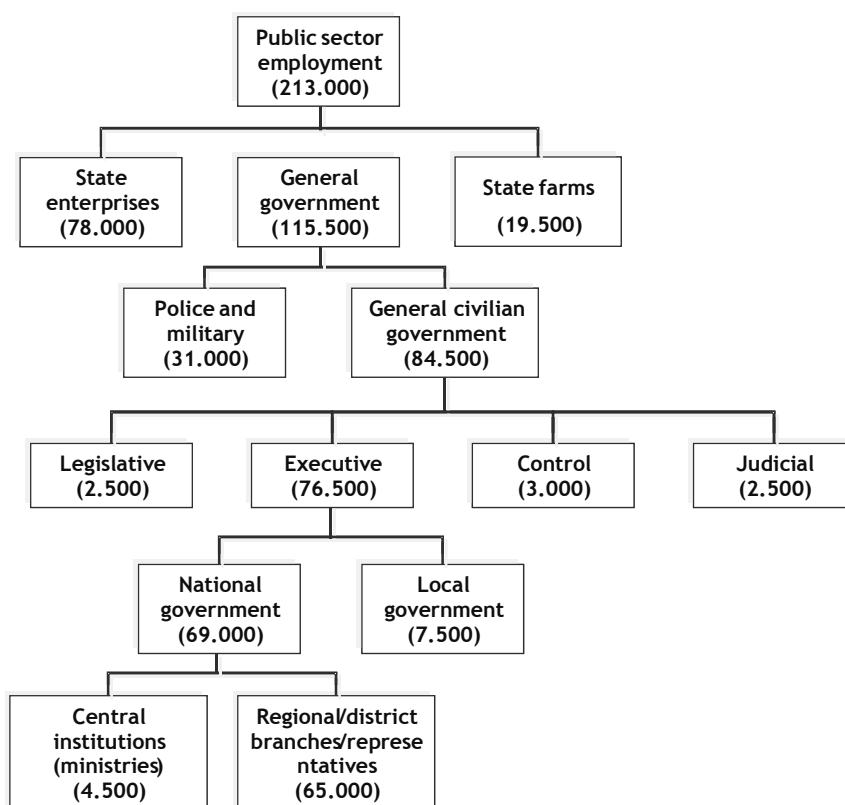 Public sector
employment
(213.000)
State
enterprises
(78.000)
General
government
(115.500)
State farms
(19.500)
Police and
military
(31.000)
General civilian
government
(84.500)
Legislative
(2.500)
Executive
(76.500)
Control
(3.000)
Judicial
(2.500)
National
government
(69.000)
Local
government
(7.500)
Central
institutions
(ministries)
(4.500)
Regional/district
branches/represe
ntatives
(65.000)